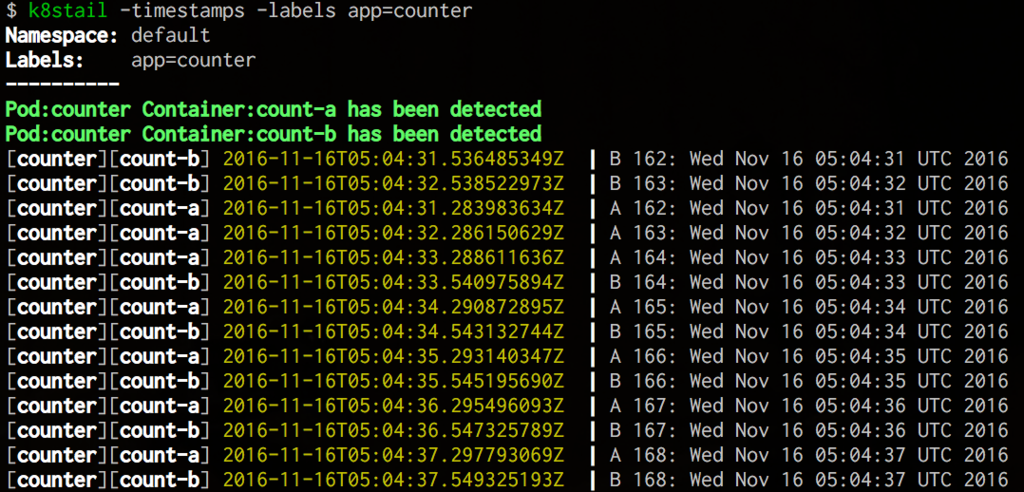 $ k8stail -timestamps -labels app=counter
Namespace: default
Labels:    app=counter
----------
Pod:counter Container:count-a has been detected
Pod:counter Container:count-b has been detected
[counter][count-b] 2016-11-16T05:04:31.536485349Z  | B 162: Wed Nov 16 05:04:31 UTC 2016
[counter][count-b] 2016-11-16T05:04:32.538522973Z  | B 163: Wed Nov 16 05:04:32 UTC 2016
[counter][count-a] 2016-11-16T05:04:31.283983634Z  | A 162: Wed Nov 16 05:04:31 UTC 2016
[counter][count-a] 2016-11-16T05:04:32.286150629Z  | A 163: Wed Nov 16 05:04:32 UTC 2016
[counter][count-a] 2016-11-16T05:04:33.288611636Z  | A 164: Wed Nov 16 05:04:33 UTC 2016
[counter][count-b] 2016-11-16T05:04:33.540975894Z  | B 164: Wed Nov 16 05:04:33 UTC 2016
[counter][count-a] 2016-11-16T05:04:34.290872895Z  | A 165: Wed Nov 16 05:04:34 UTC 2016
[counter][count-b] 2016-11-16T05:04:34.543132744Z  | B 165: Wed Nov 16 05:04:34 UTC 2016
[counter][count-a] 2016-11-16T05:04:35.293140347Z  | A 166: Wed Nov 16 05:04:35 UTC 2016
[counter][count-b] 2016-11-16T05:04:35.545195690Z  | B 166: Wed Nov 16 05:04:35 UTC 2016
[counter][count-a] 2016-11-16T05:04:36.295496093Z  | A 167: Wed Nov 16 05:04:36 UTC 2016
[counter][count-b] 2016-11-16T05:04:36.547325789Z  | B 167: Wed Nov 16 05:04:36 UTC 2016
[counter][count-a] 2016-11-16T05:04:37.297793069Z  | A 168: Wed Nov 16 05:04:37 UTC 2016
[counter][count-b] 2016-11-16T05:04:37.549325193Z  | B 168: Wed Nov 16 05:04:37 UTC 2016